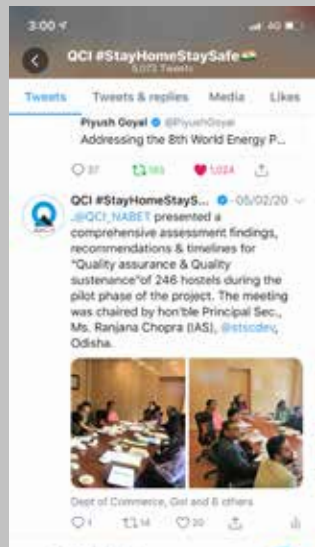 3:00
4G
QCI #StayHomeStaySafe
5,073 Tweets
Tweets Tweets & replies Media Likes
Piyush Goyal @PiyushGoyal
Addressing the 8th World Energy P...
37 183 1,024
QCI #StayHomeStayS... 05/02/20
.@QCI_NABET presented a
comprehensive assessment findings,
recommendations & timelines for
"Quality assurance & Quality
sustenance"of 246 hostels during the
pilot phase of the project. The meeting
was chaired by hon'ble Principal Sec.,
Ms. Ranjana Chopra (IAS), @stscdev,
Odisha.
Dept of Commerce, GoI and 6 others
1 14 20